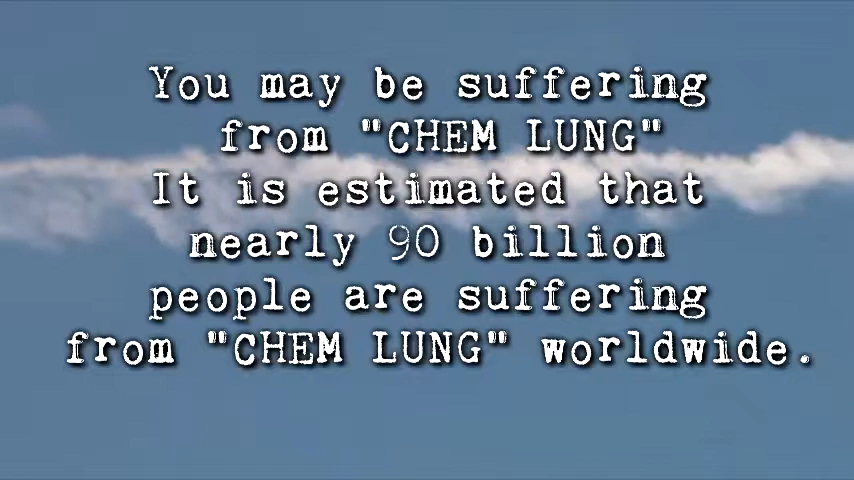 You may be suffering
from "CHEM LUNG"
It is estimated that
nearly 90 billion
people are suffering
from "CHEM LUNG" worldwide.